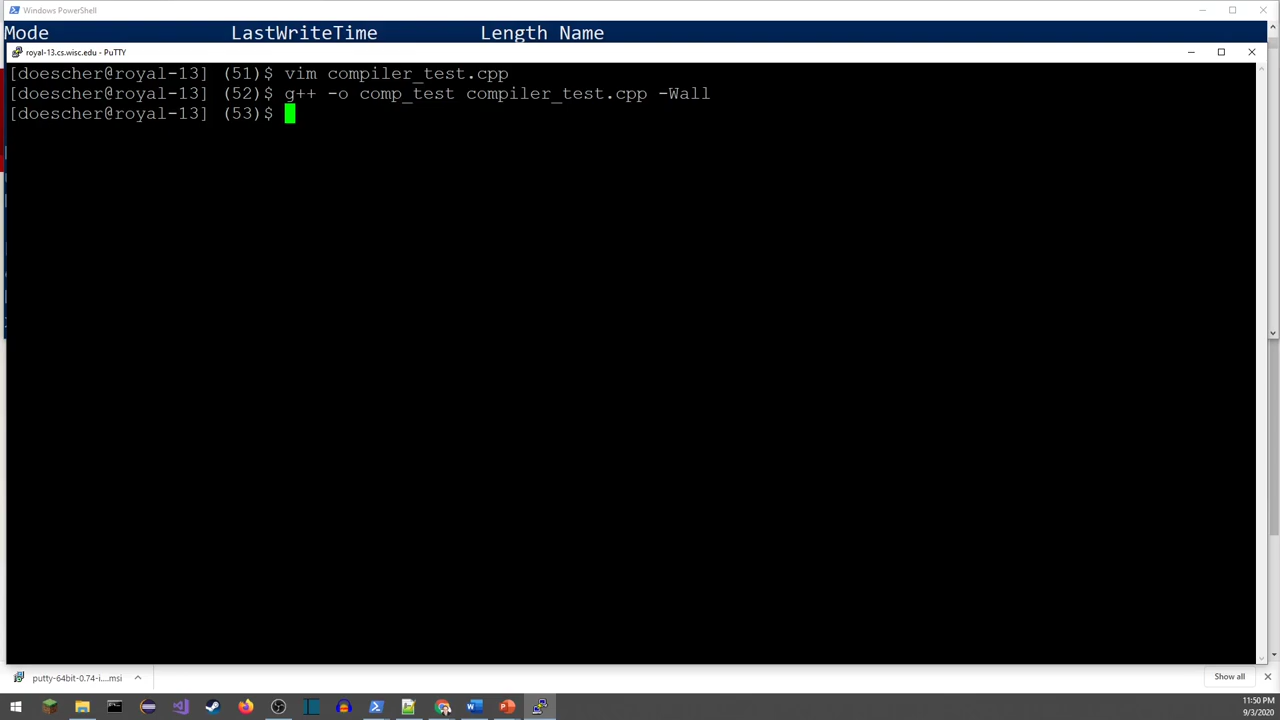 Windows PowerShell
Mode LastWriteTime Length Name
royal-13.cs.wisc.edu - PuTTY
[doescher@royal-13] (51)$ vim compiler_test.cpp
[doescher@royal-13] (52)$ g++ -o comp_test compiler_test.cpp -Wall
[doescher@royal-13] (53)$
putty-64bit-0.74-i....msi
Show all
11:50 PM
9/3/2020